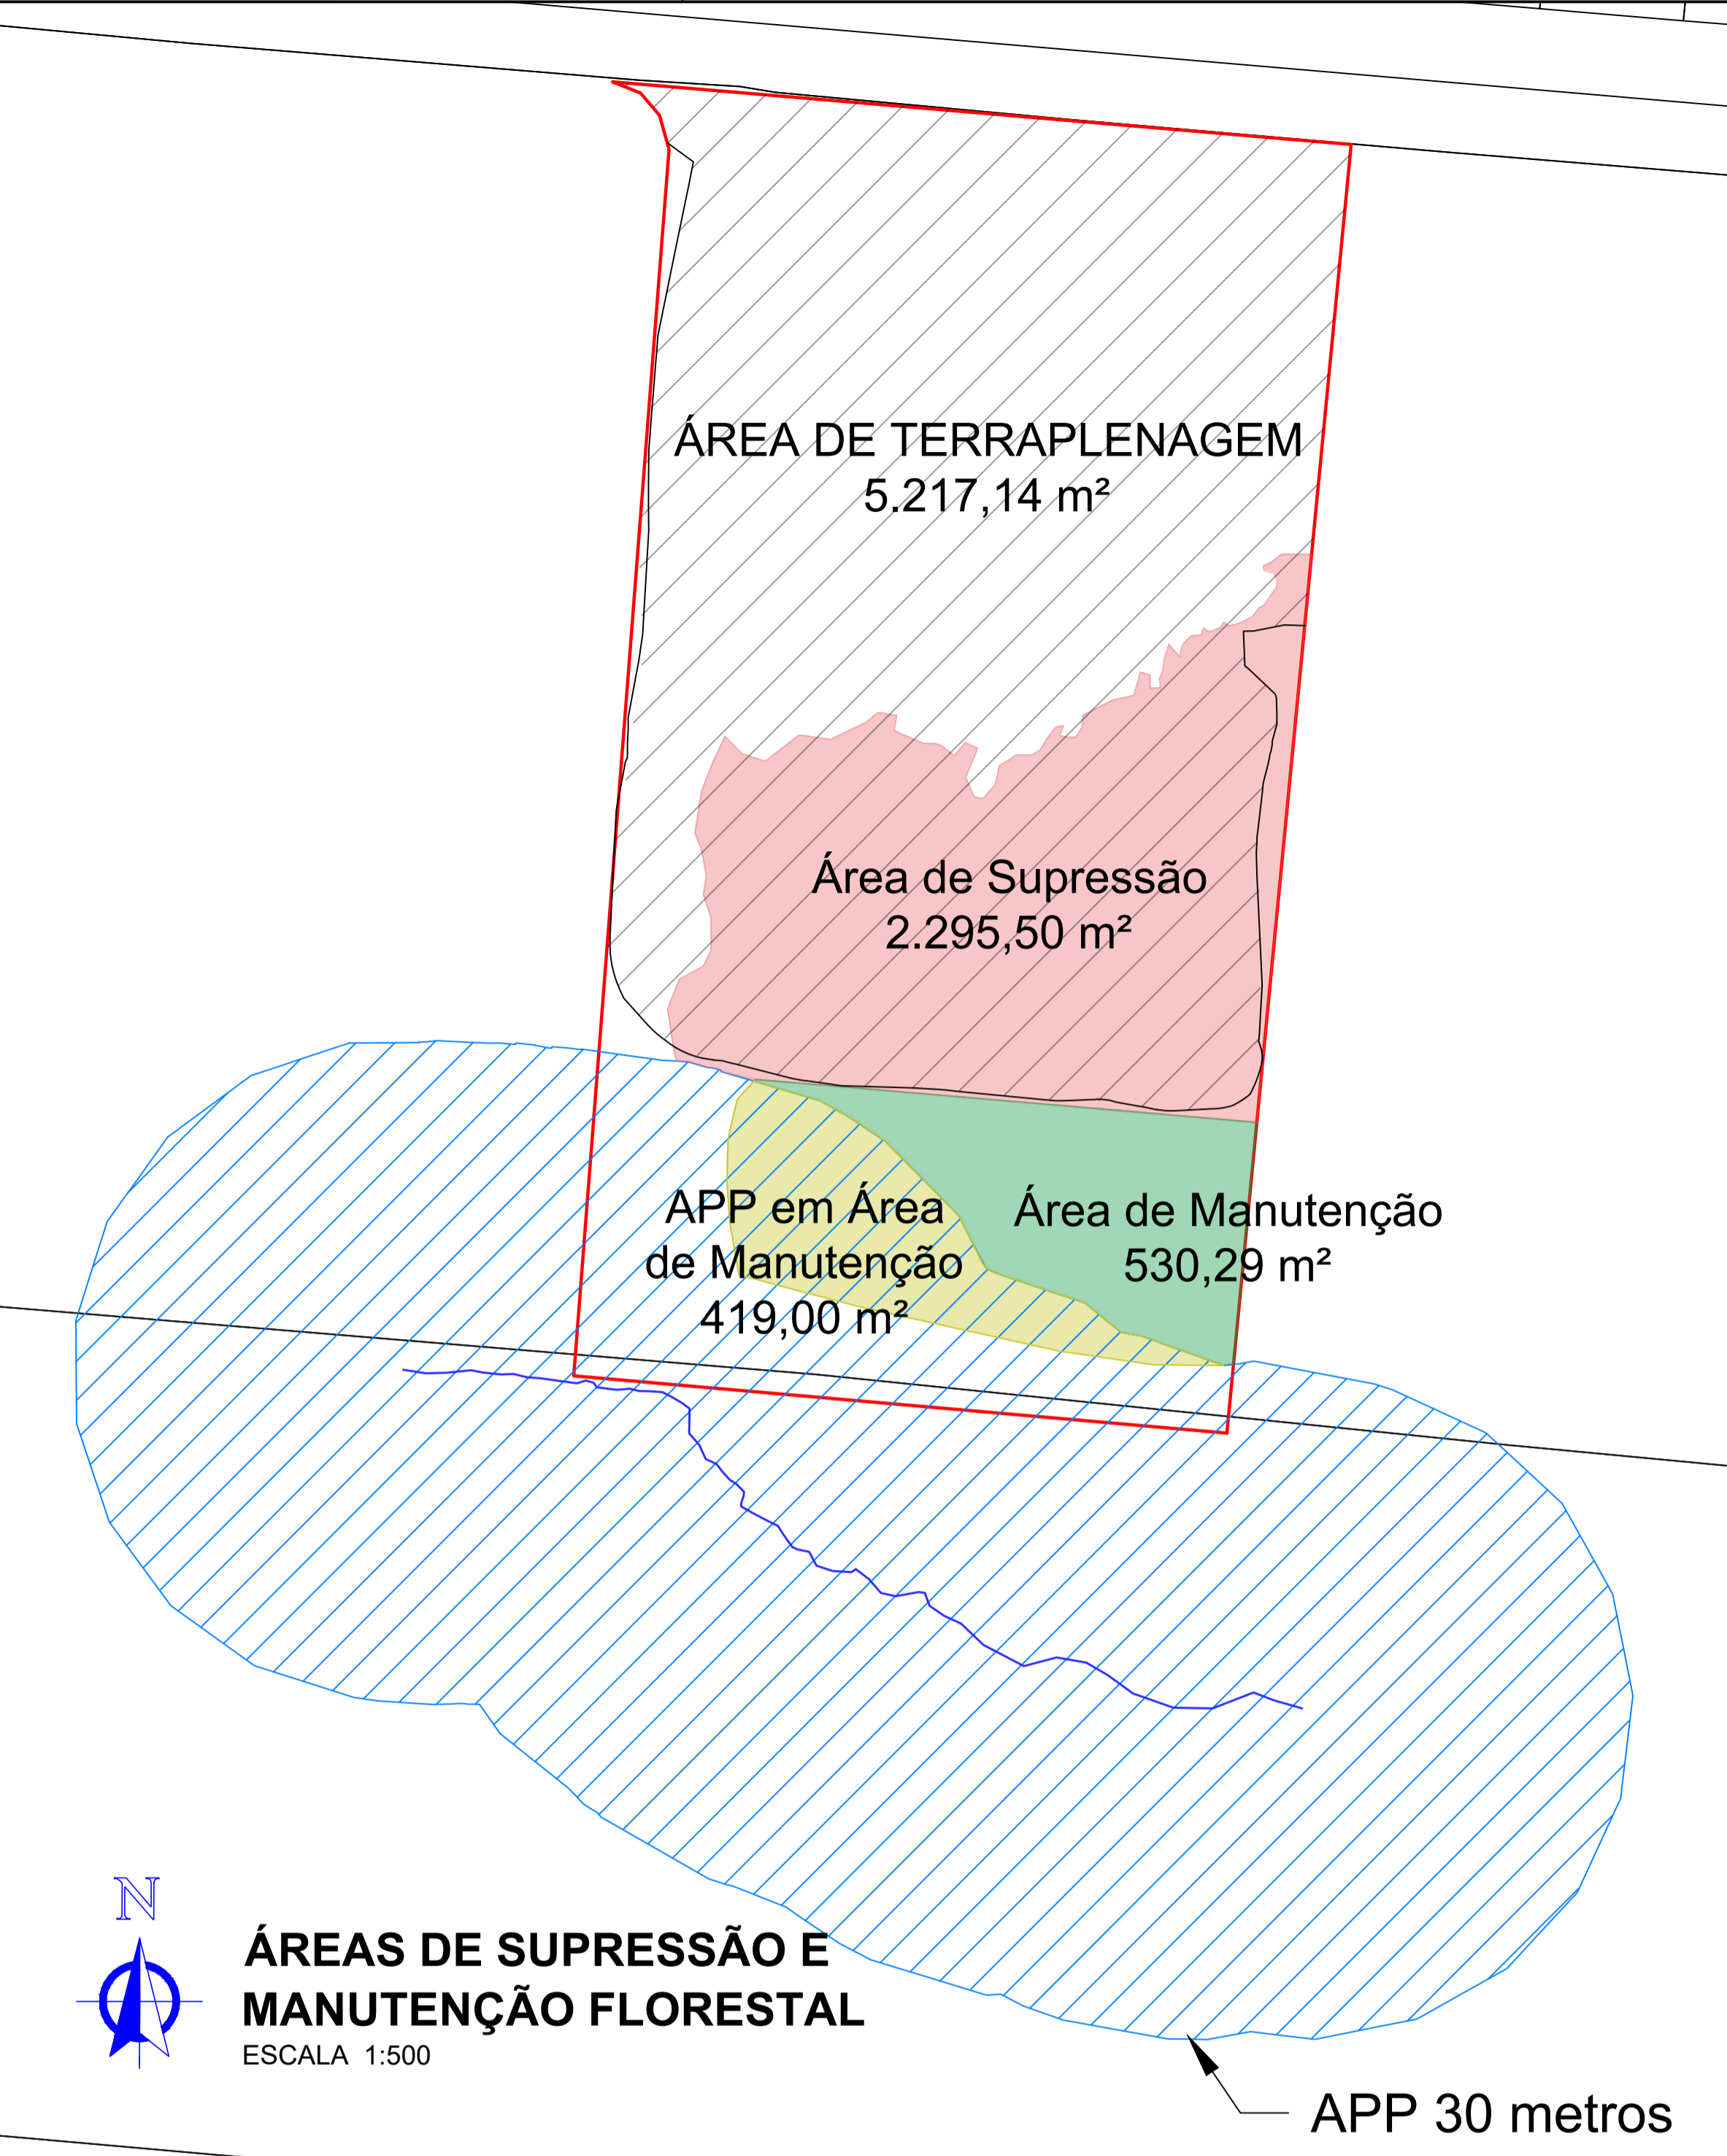 ÁREA DE TERRAPLENAGEM
5.217,14 m²
Área de Supressão
2.295,50 m²
APP em Área
de Manutenção
419,00 m²
Área de Manutenção
530,29 m²
N
ÁREAS DE SUPRESSÃO E
MANUTENÇÃO FLORESTAL
ESCALA 1:500
APP 30 metros